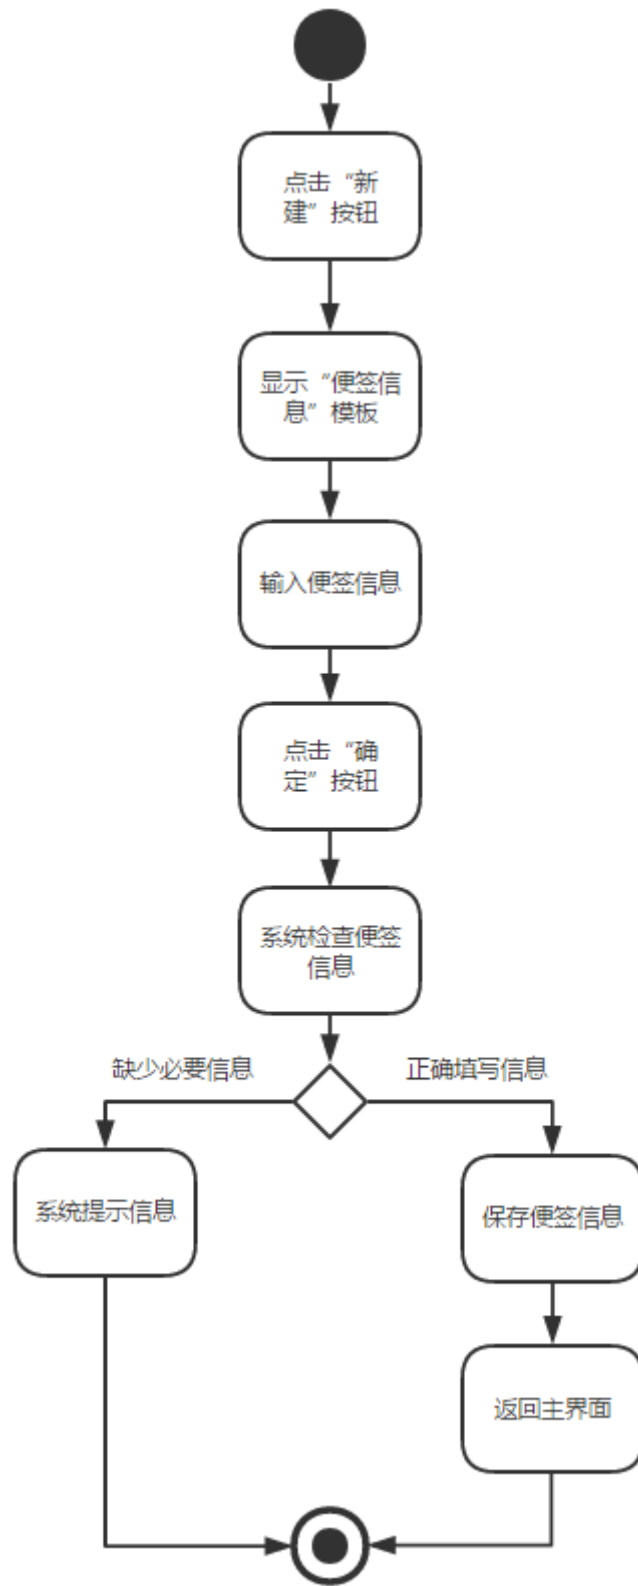 点击“新
建”按钮
显示“便签信
息”模板
输入便签信息
点击“确
定”按钮
系统检查便签
信息
缺少必要信息
正确填写信息
系统提示信息
保存便签信息
返回主界面